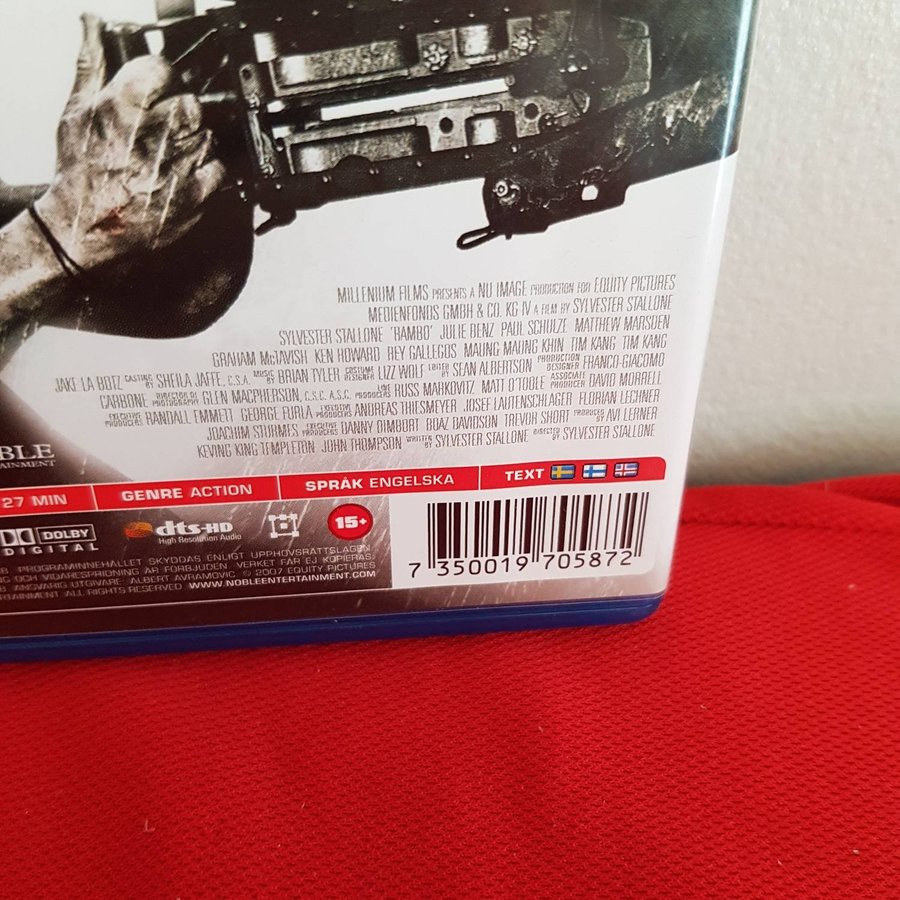 MILLENIUM FILMS PRESENTS A NU IMAGE PRODUCTION FOR EQUITY PICTURES
MEDIENFONDS GMBH & CO. KG IV A FILM BY SYLVESTER STALLONE
SYLVESTER STALLONE 'RAMBO' JULIE BENZ PAUL SCHULZE MATTHEW MARSDEN
GRAHAM McTAVISH KEN HOWARD REY GALLEGOS MAUNG MAUNG KHIN TIM KANG TIM KANG
JAKE LA BOTZ CASTING BY SHEILA JAFFE, C.S.A. MUSIC BY BRIAN TYLER COSTUME DESIGNER LIZZ WOLF EDITED BY SEAN ALBERTSON PRODUCTION DESIGNER FRANCO-GIACOMO
CARBONE DIRECTOR OF PHOTOGRAPHY GLEN MACPHERSON, C.S.C. A.S.C. LINE PRODUCERS RUSS MARKOVITZ MATT O'TOOLE ASSOCIATE PRODUCER DAVID MORRELL
EXECUTIVE PRODUCERS RANDALL EMMETT GEORGE FURLA EXECUTIVE PRODUCERS ANDREAS THIESMEYER JOSEF LAUTENSCHLAGER FLORIAN LECHNER
JOACHIM STURMES EXECUTIVE PRODUCERS DANNY DIMBORT BOAZ DAVIDSON TREVOR SHORT PRODUCED BY AVI LERNER
KEVING KING TEMPLETON JOHN THOMPSON WRITTEN BY SYLVESTER STALLONE DIRECTED BY SYLVESTER STALLONE
BLE
TAINMENT
27 MIN GENRE ACTION SPRÅK ENGELSKA TEXT
DOLBY DIGITAL dts-HD High Resolution Audio 15+
PROGRAMINNEHÅLLET SKYDDAS ENLIGT UPPHOVSRÄTTSLAGEN.
NG OCH VIDARESPRIDNING ÄR FÖRBJUDEN. VERKET FÅR EJ KOPIERAS.
B ANSVARIG UTGIVARE: ALBERT AVRAMOVIC © 2007 EQUITY PICTURES
TERTAINMENT ALL RIGHTS RESERVED WWW.NOBLEENTERTAINMENT.COM
7 350019 705872